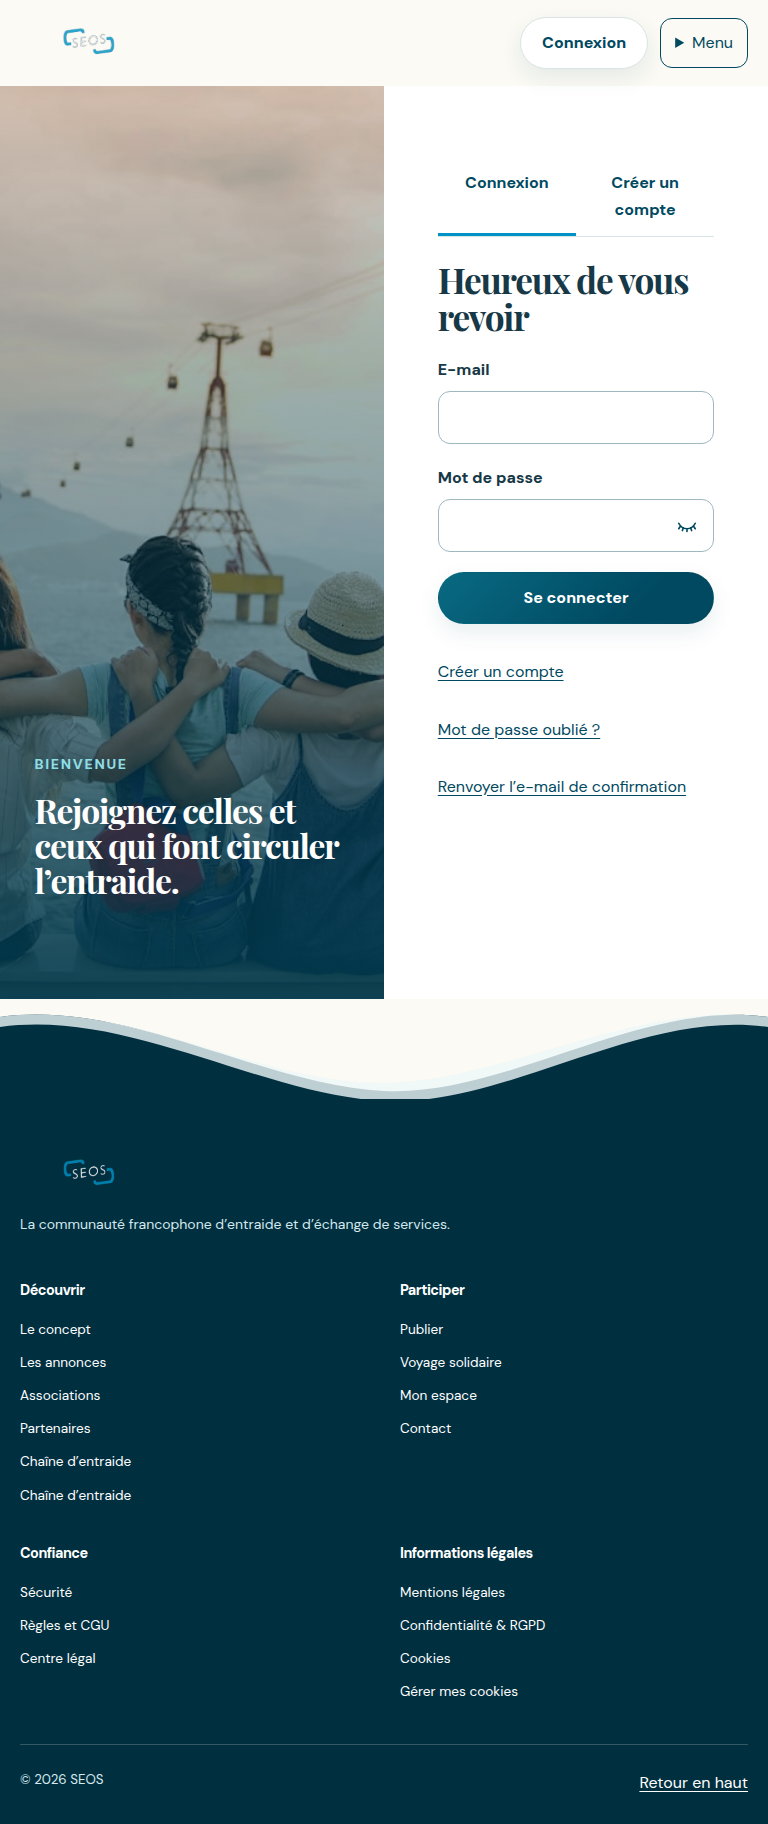 SEOS
Connexion
Menu
Connexion
Créer un
compte
Heureux de vous
revoir
E-mail
Mot de passe
Se connecter
Créer un compte
Mot de passe oublié ?
Renvoyer l’e-mail de confirmation
BIENVENUE
Rejoignez celles et
ceux qui font circuler
l’entraide.
SEOS
La communauté francophone d’entraide et d’échange de services.
Découvrir
Le concept
Les annonces
Associations
Partenaires
Chaîne d’entraide
Chaîne d’entraide
Participer
Publier
Voyage solidaire
Mon espace
Contact
Confiance
Sécurité
Règles et CGU
Centre légal
Informations légales
Mentions légales
Confidentialité & RGPD
Cookies
Gérer mes cookies
© 2026 SEOS
Retour en haut